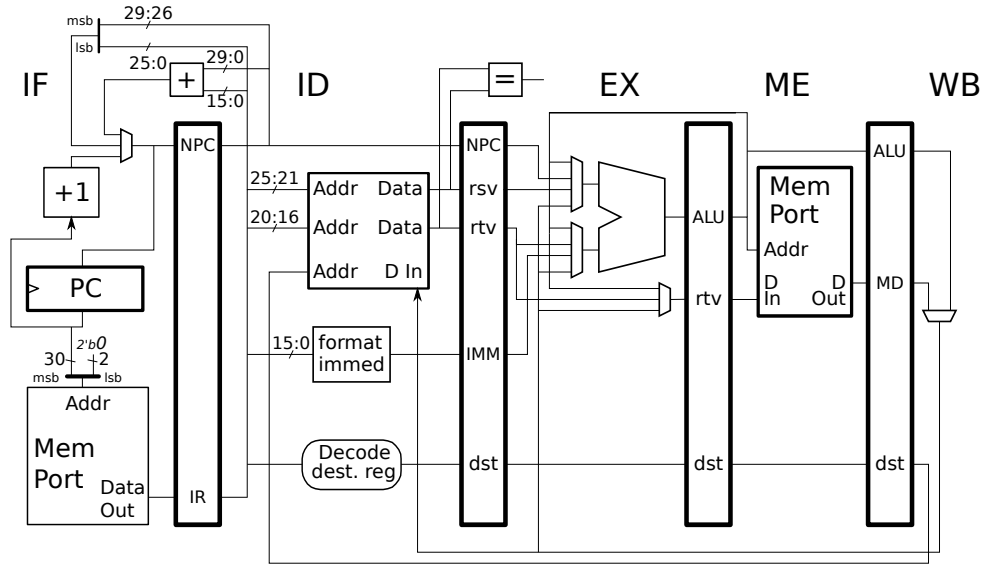 29:26
msb
lsb
25:0
29:0
+
15:0
=
IF
ID
EX
ME
WB
NPC
NPC
ALU
+1
25:21
Addr
Data
rsv
Mem
Port
20:16
Addr
Data
rtv
ALU
Addr
Addr
D In
PC
D
In
D
Out
MD
rtv
2'b0
30
2
msb
lsb
15:0
format
immed
IMM
Addr
Mem
Port
Data
Out
IR
Decode
dest. reg
dst
dst
dst